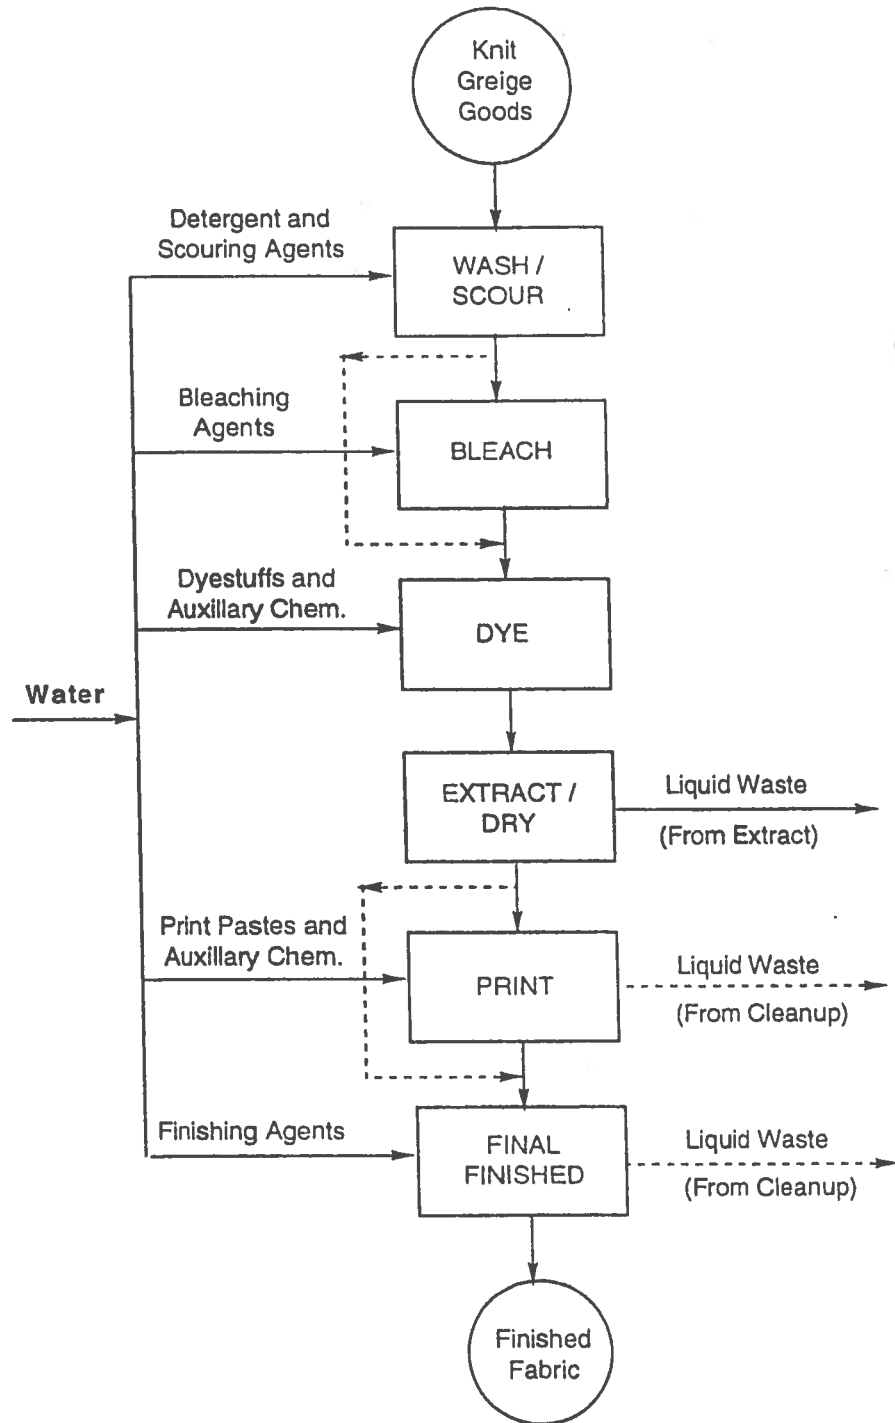 Knit
Greige
Goods
Detergent and
Scouring Agents
WASH /
SCOUR
Bleaching
Agents
BLEACH
Dyestuffs and
Auxillary Chem.
DYE
Water
EXTRACT /
DRY
Liquid Waste
(From Extract)
Print Pastes and
Auxillary Chem.
PRINT
Liquid Waste
(From Cleanup)
Finishing Agents
FINAL
FINISHED
Liquid Waste
(From Cleanup)
Finished
Fabric